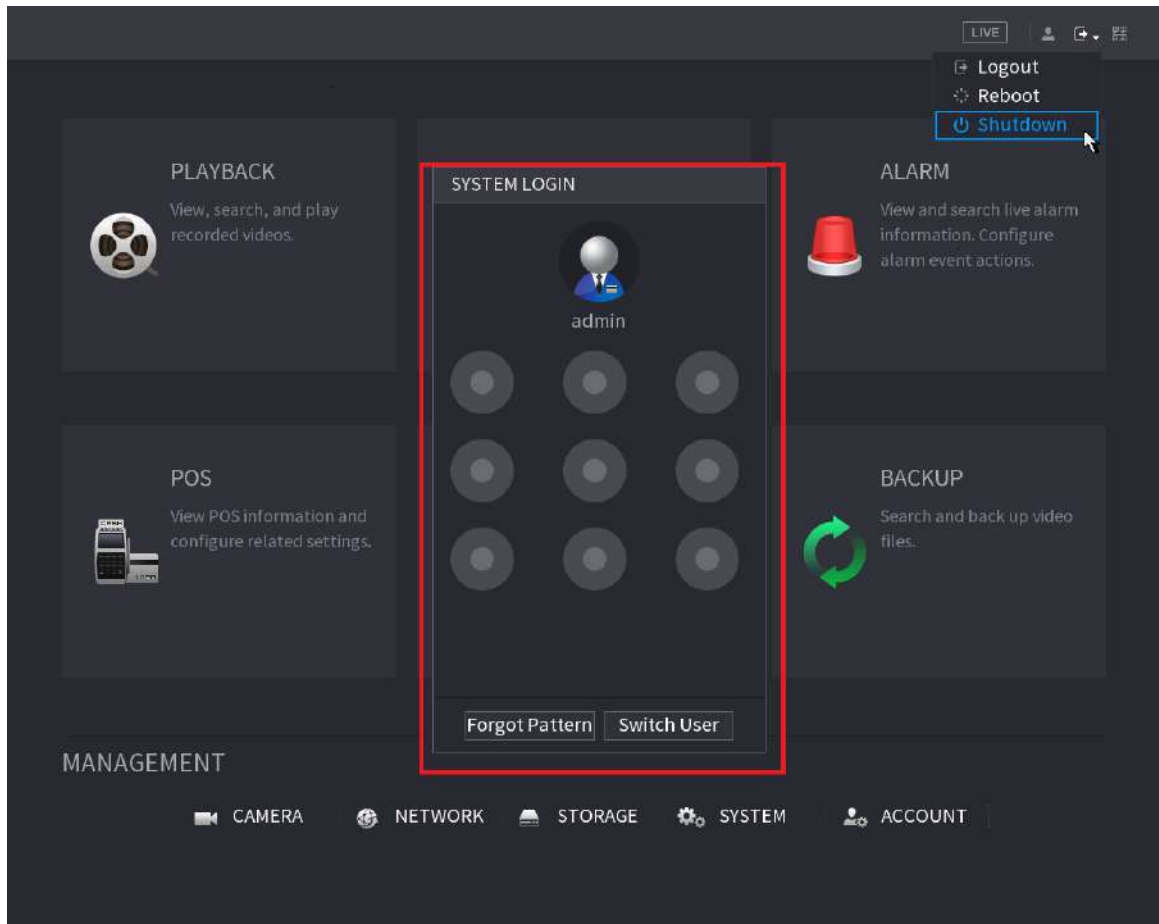 LIVE
Logout
Reboot
Shutdown
PLAYBACK
View, search, and play
recorded videos.
SYSTEM LOGIN
admin
ALARM
View and search live alarm
information. Configure
alarm event actions.
POS
View POS information and
configure related settings.
BACKUP
Search and back up video
files.
Forgot Pattern
Switch User
MANAGEMENT
CAMERA
NETWORK
STORAGE
SYSTEM
ACCOUNT